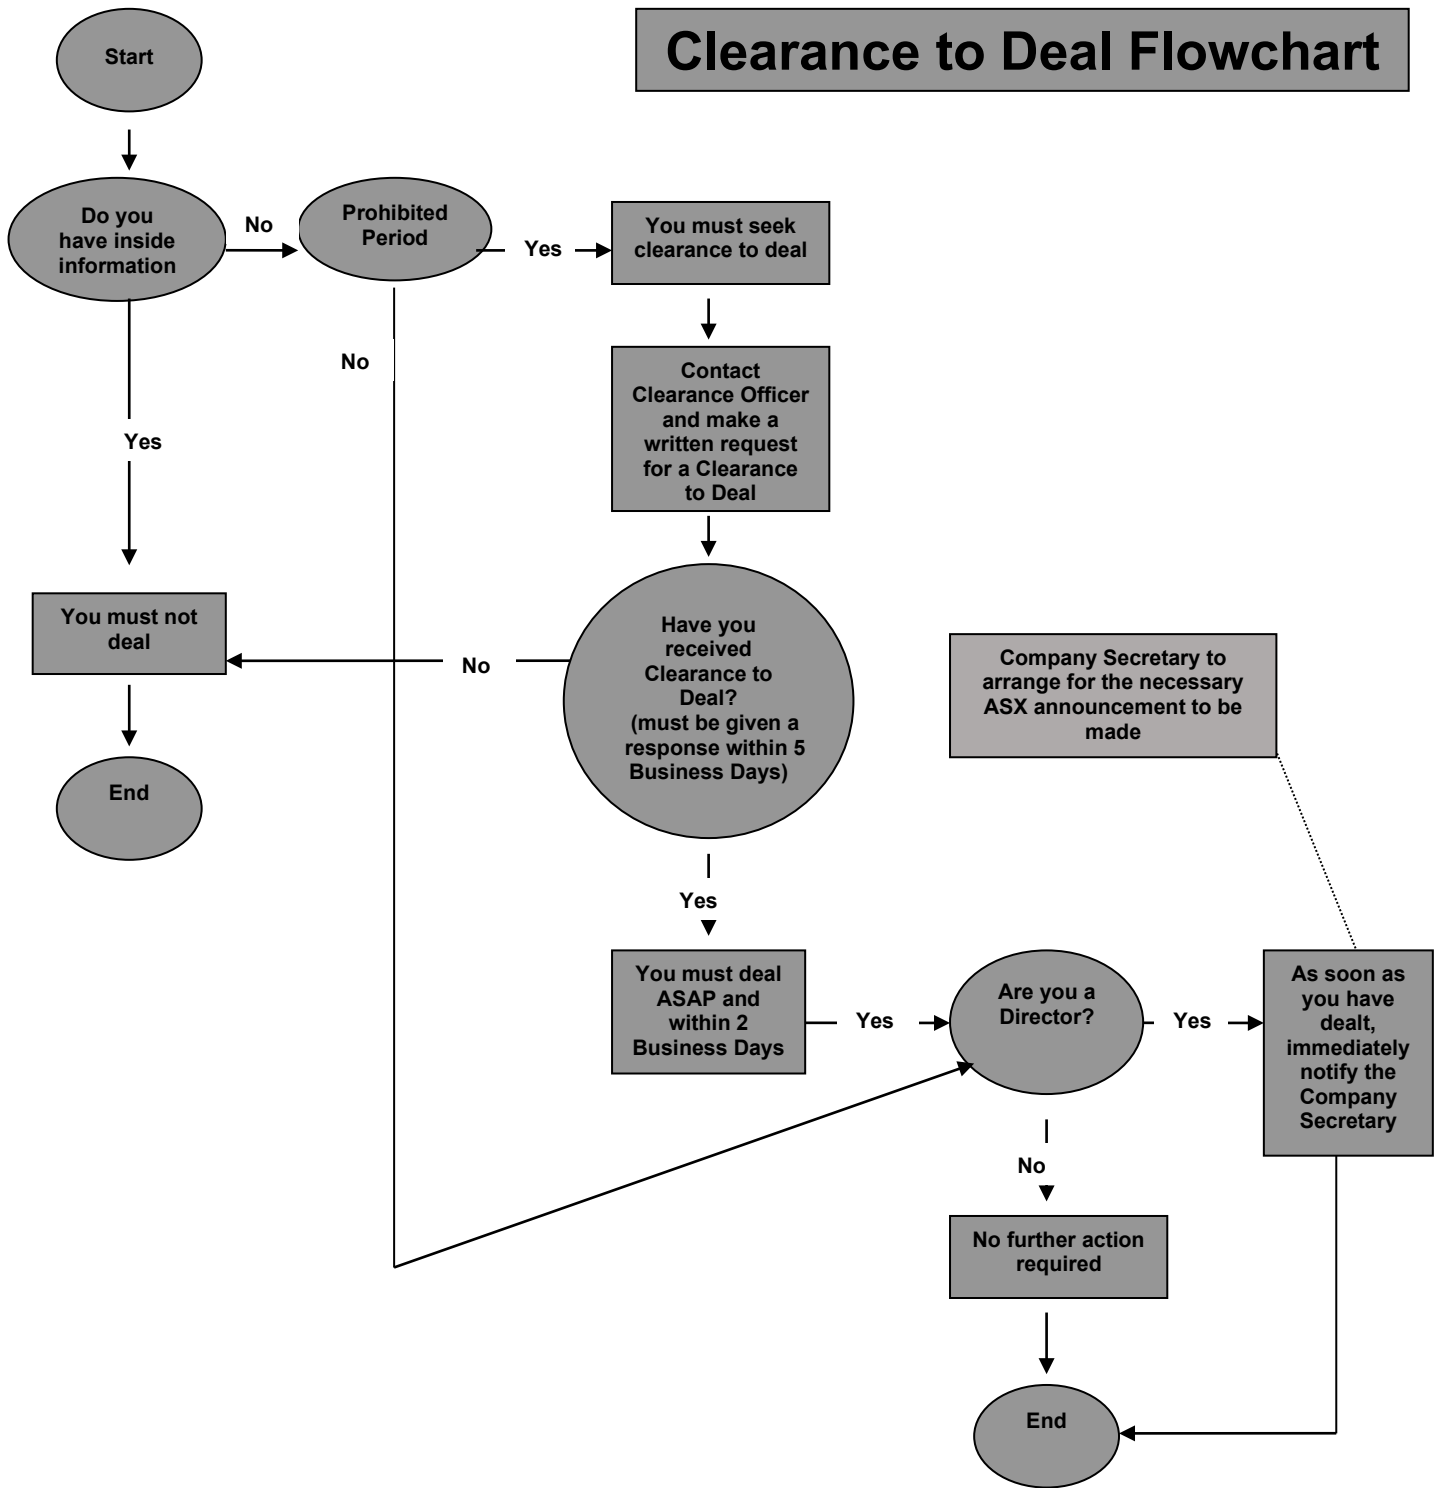 Clearance to Deal Flowchart
Start
Do you
have inside
information
No
Prohibited
Period
Yes
You must seek
clearance to deal
No
Contact
Clearance Officer
and make a
written request
for a Clearance
to Deal
Yes
You must not
deal
No
Have you
received
Clearance to
Deal?
(must be given a
response within 5
Business Days)
Company Secretary to
arrange for the necessary
ASX announcement to be
made
End
Yes
You must deal
ASAP and
within 2
Business Days
Yes
Are you a
Director?
Yes
As soon as
you have
dealt,
immediately
notify the
Company
Secretary
No
No further action
required
End